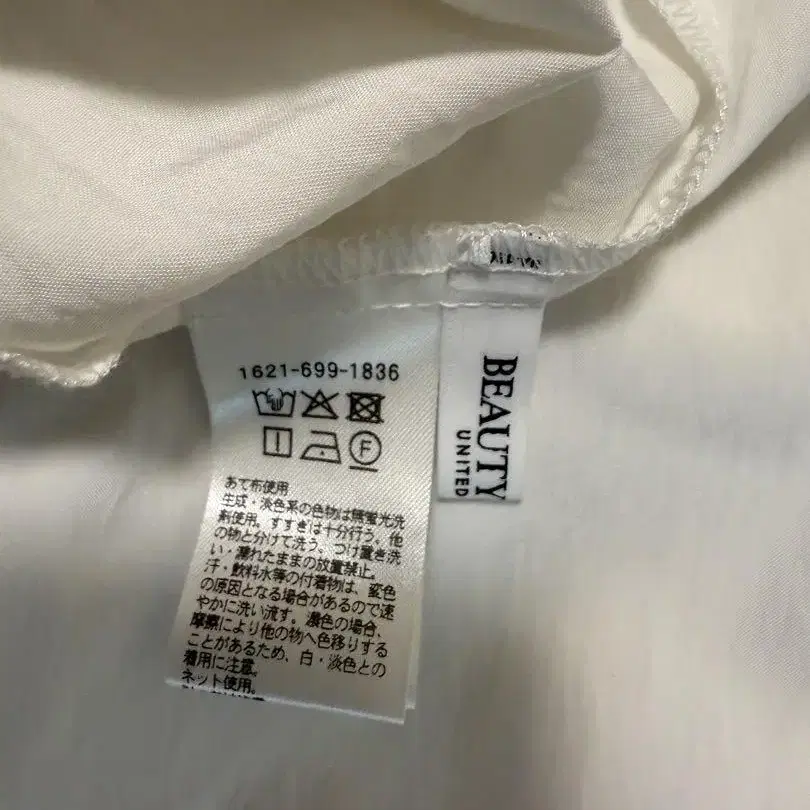 1621-699-1836
F
あて布使用
生成・淡色系の色物は無蛍光洗
剤使用。すすぎは十分行う。他
の物と分けて洗う。つけ置き洗
い・濡れたままの放置禁止。
汗・飲料水等の付着物は、変色
の原因となる場合があるので速
やかに洗い流す。濃色の場合、
摩擦により他の物へ色移りする
ことがあるため、白・淡色との
着用に注意。
ネット使用。
BEAUTY
UNITED